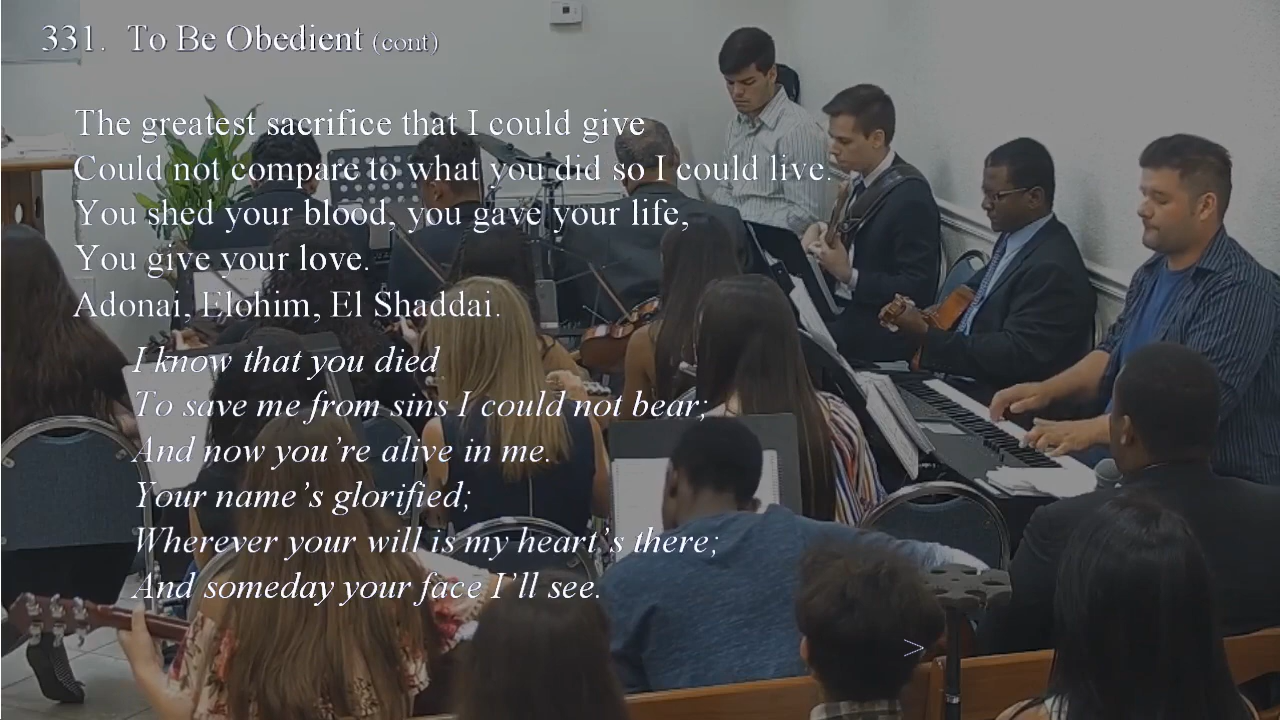 331. To Be Obedient (cont)
The greatest sacrifice that I could give
Could not compare to what you did so I could live.
You shed your blood, you gave your life,
You give your love.
Adonai, Elohim, El Shaddai.
I know that you died
To save me from sins I could not bear;
And now you're alive in me.
Your name's glorified;
Wherever your will is my heart's there;
And someday your face I'll see.
>